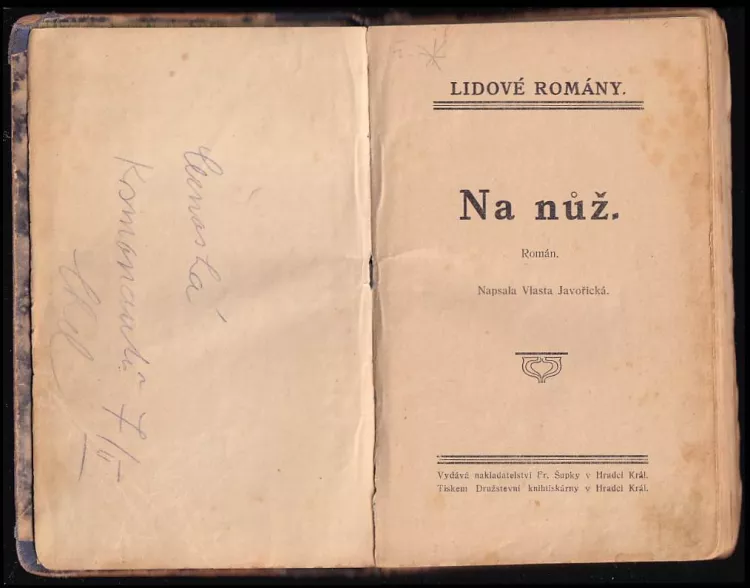 LIDOVÉ ROMÁNY.
Na nůž.
Román.
Napsala Vlasta Javořická.
Vydává nakladatelství Fr. Šupky v Hradci Král.
Tiskem Družstevní knihtiskárny v Hradci Král.